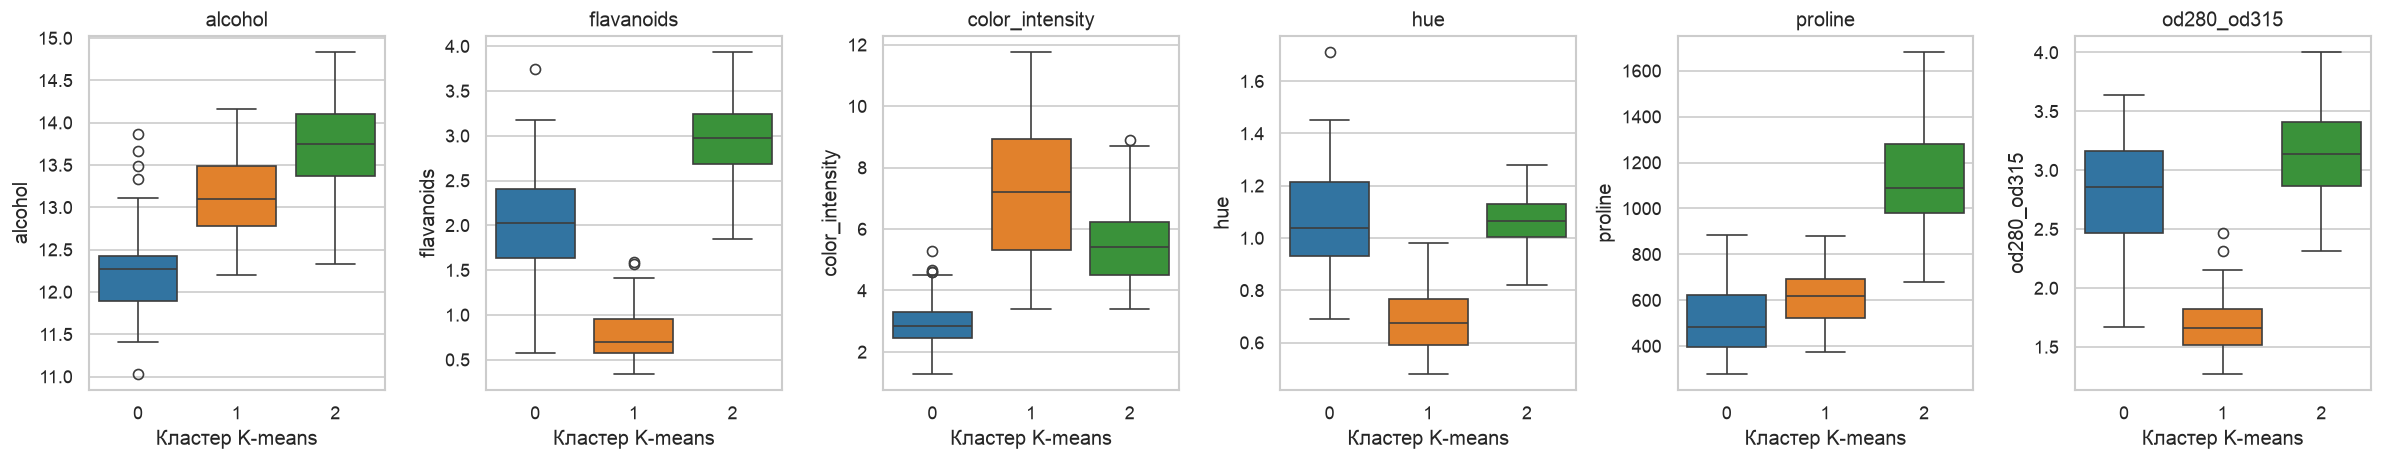 alcohol
alcohol
15.0
14.5
14.0
13.5
13.0
12.5
12.0
11.5
11.0
0 1 2
Кластер K-means
flavanoids
flavanoids
4.0
3.5
3.0
2.5
2.0
1.5
1.0
0.5
0 1 2
Кластер K-means
color_intensity
color_intensity
12
10
8
6
4
2
0 1 2
Кластер K-means
hue
hue
1.6
1.4
1.2
1.0
0.8
0.6
0 1 2
Кластер K-means
proline
proline
1600
1400
1200
1000
800
600
400
0 1 2
Кластер K-means
od280_od315
od280_od315
4.0
3.5
3.0
2.5
2.0
1.5
0 1 2
Кластер K-means